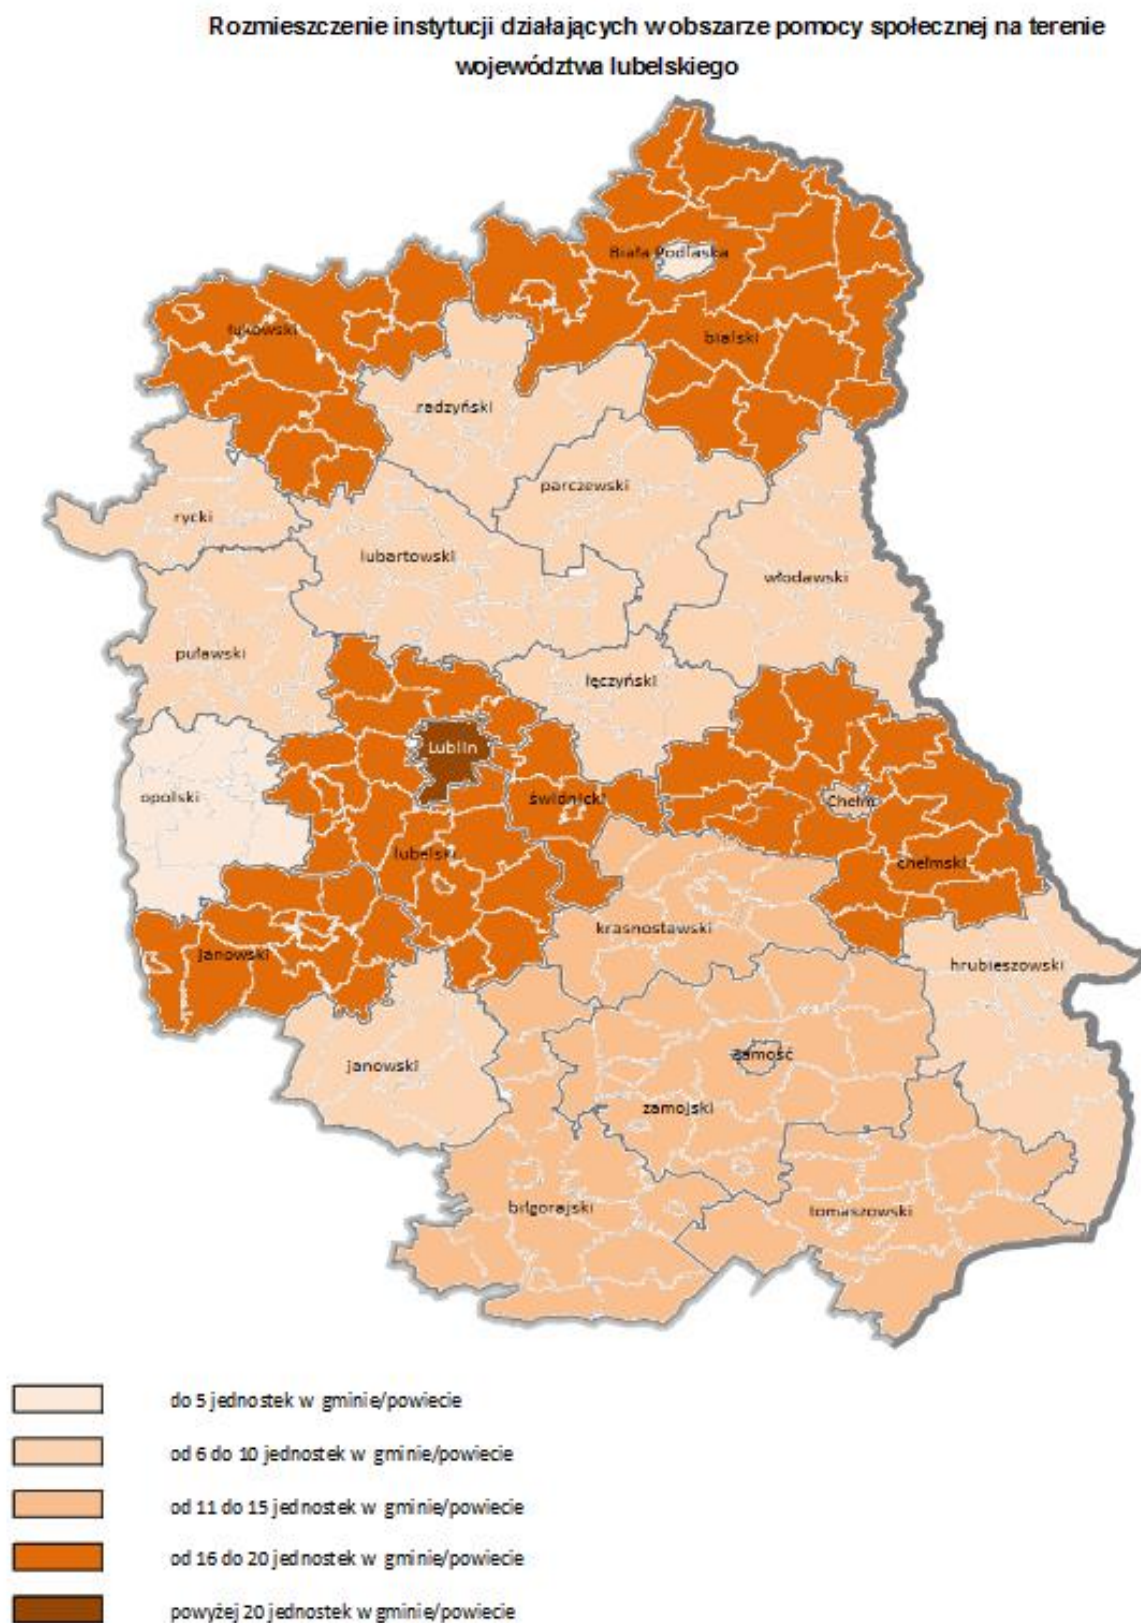 Rozmieszczenie instytucji działających w obszarze pomocy społecznej na terenie
województwa lubelskiego
Biała Podlaska
łukowski
bialski
radzyński
parczewski
rycki
lubartowski
włodawski
puławski
łęczyński
Lublin
opolski
świdnicki
Chełm
lubelski
chełmski
krasnostawski
janowski
hrubieszowski
Zamość
janowski
zamojski
biłgorajski
tomaszowski
do 5 jednostek w gminie/powiecie
od 6 do 10 jednostek w gminie/powiecie
od 11 do 15 jednostek w gminie/powiecie
od 16 do 20 jednostek w gminie/powiecie
powyżej 20 jednostek w gminie/powiecie